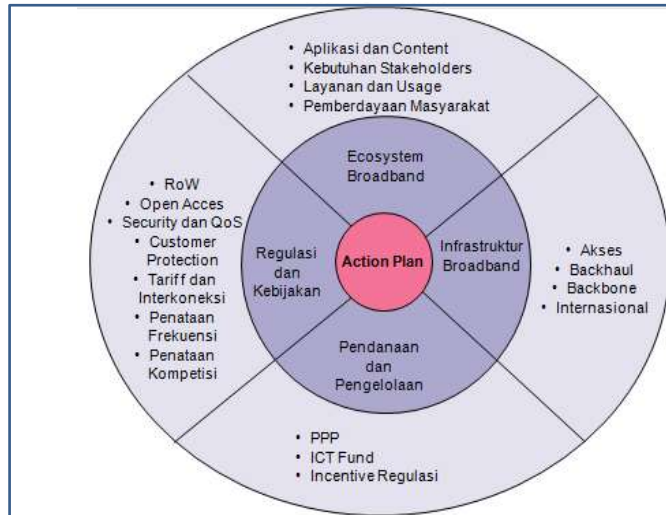 • Aplikasi dan Content
• Kebutuhan Stakeholders
• Layanan dan Usage
• Pemberdayaan Masyarakat
Ecosystem
Broadband
• RoW
• Open Acces
• Security dan QoS
• Customer
Protection
• Tariff dan
Interkoneksi
• Penataan
Frekuensi
• Penataan
Kompetisi
Regulasi
dan
Kebijakan
Action Plan
Infrastruktur
Broadband
• Akses
• Backhaul
• Backbone
• Internasional
Pendanaan
dan
Pengelolaan
• PPP
• ICT Fund
• Incentive Regulasi